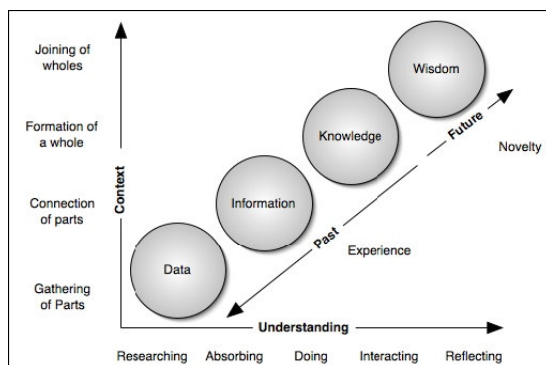 Joining of
wholes
Wisdom
Formation of
a whole
Knowledge
Future
Novelty
Context
Connection
of parts
Information
Past
Experience
Data
Gathering
of Parts
Understanding
Researching Absorbing Doing Interacting Reflecting